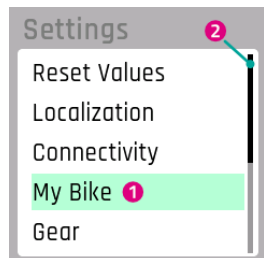 Settings
2
Reset Values
Localization
Connectivity
My Bike 1
Gear